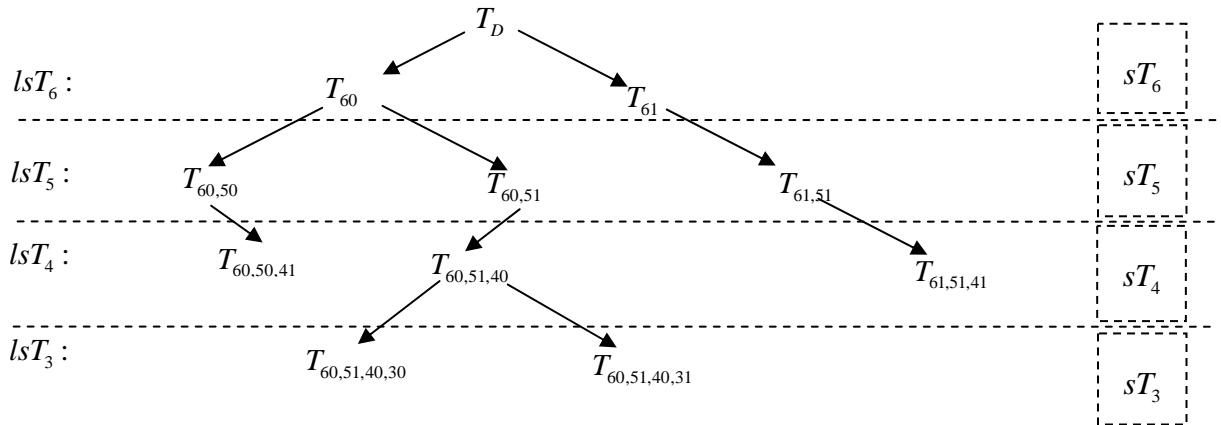 T_D
lsT_6 : T_60 T_61 sT_6
lsT_5 : T_60,50 T_60,51 T_61,51 sT_5
lsT_4 : T_60,50,41 T_60,51,40 T_61,51,41 sT_4
lsT_3 : T_60,51,40,30 T_60,51,40,31 sT_3